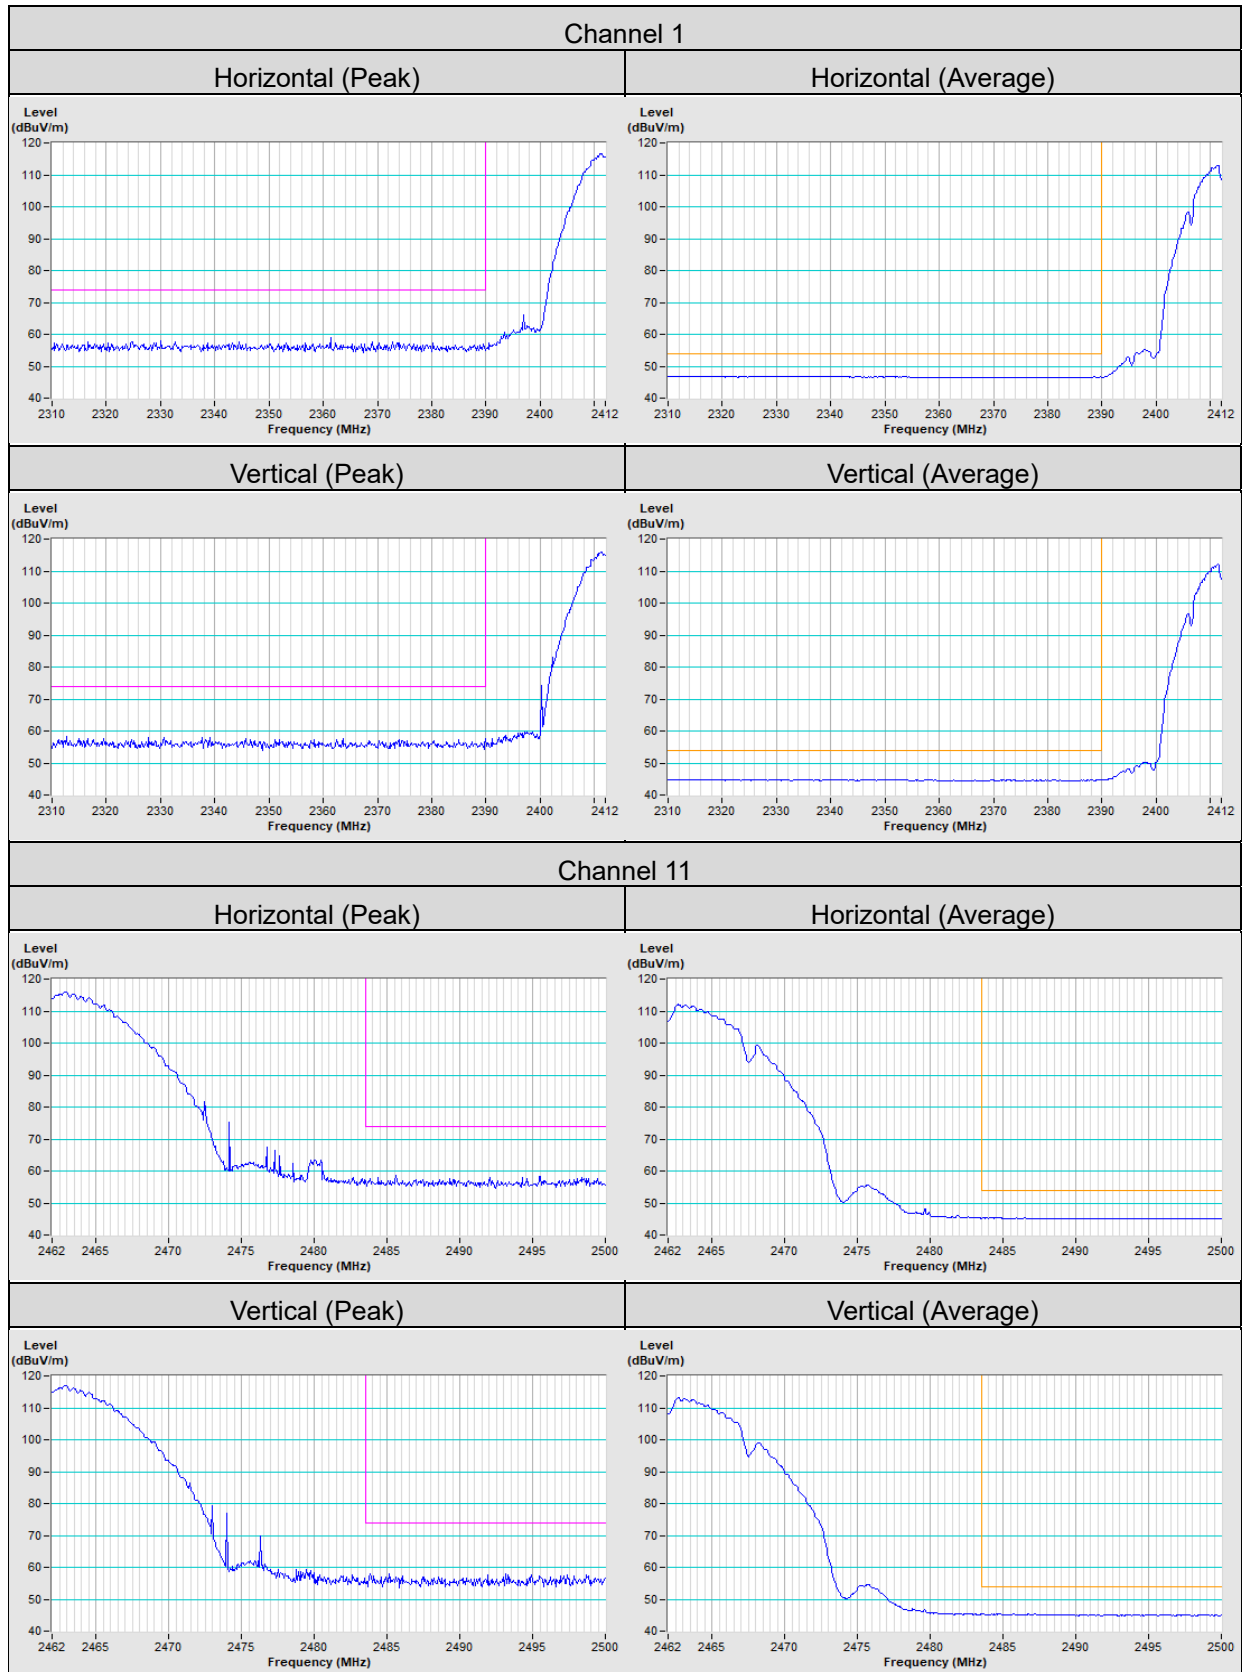 Channel 1
Horizontal (Peak) Horizontal (Average)
Level Level
(dBuV/m) (dBuV/m)
120 120
110 110
100 100
90 90
80 80
70 70
60 60
50 50
40 40
2310 2320 2330 2340 2350 2360 2370 2380 2390 2400 2412 2310 2320 2330 2340 2350 2360 2370 2380 2390 2400 2412
Frequency (MHz) Frequency (MHz)
Vertical (Peak) Vertical (Average)
Level Level
(dBuV/m) (dBuV/m)
120 120
110 110
100 100
90 90
80 80
70 70
60 60
50 50
40 40
2310 2320 2330 2340 2350 2360 2370 2380 2390 2400 2412 2310 2320 2330 2340 2350 2360 2370 2380 2390 2400 2412
Frequency (MHz) Frequency (MHz)
Channel 11
Horizontal (Peak) Horizontal (Average)
Level Level
(dBuV/m) (dBuV/m)
120 120
110 110
100 100
90 90
80 80
70 70
60 60
50 50
40 40
2462 2465 2470 2475 2480 2485 2490 2495 2500 2462 2465 2470 2475 2480 2485 2490 2495 2500
Frequency (MHz) Frequency (MHz)
Vertical (Peak) Vertical (Average)
Level Level
(dBuV/m) (dBuV/m)
120 120
110 110
100 100
90 90
80 80
70 70
60 60
50 50
40 40
2462 2465 2470 2475 2480 2485 2490 2495 2500 2462 2465 2470 2475 2480 2485 2490 2495 2500
Frequency (MHz) Frequency (MHz)